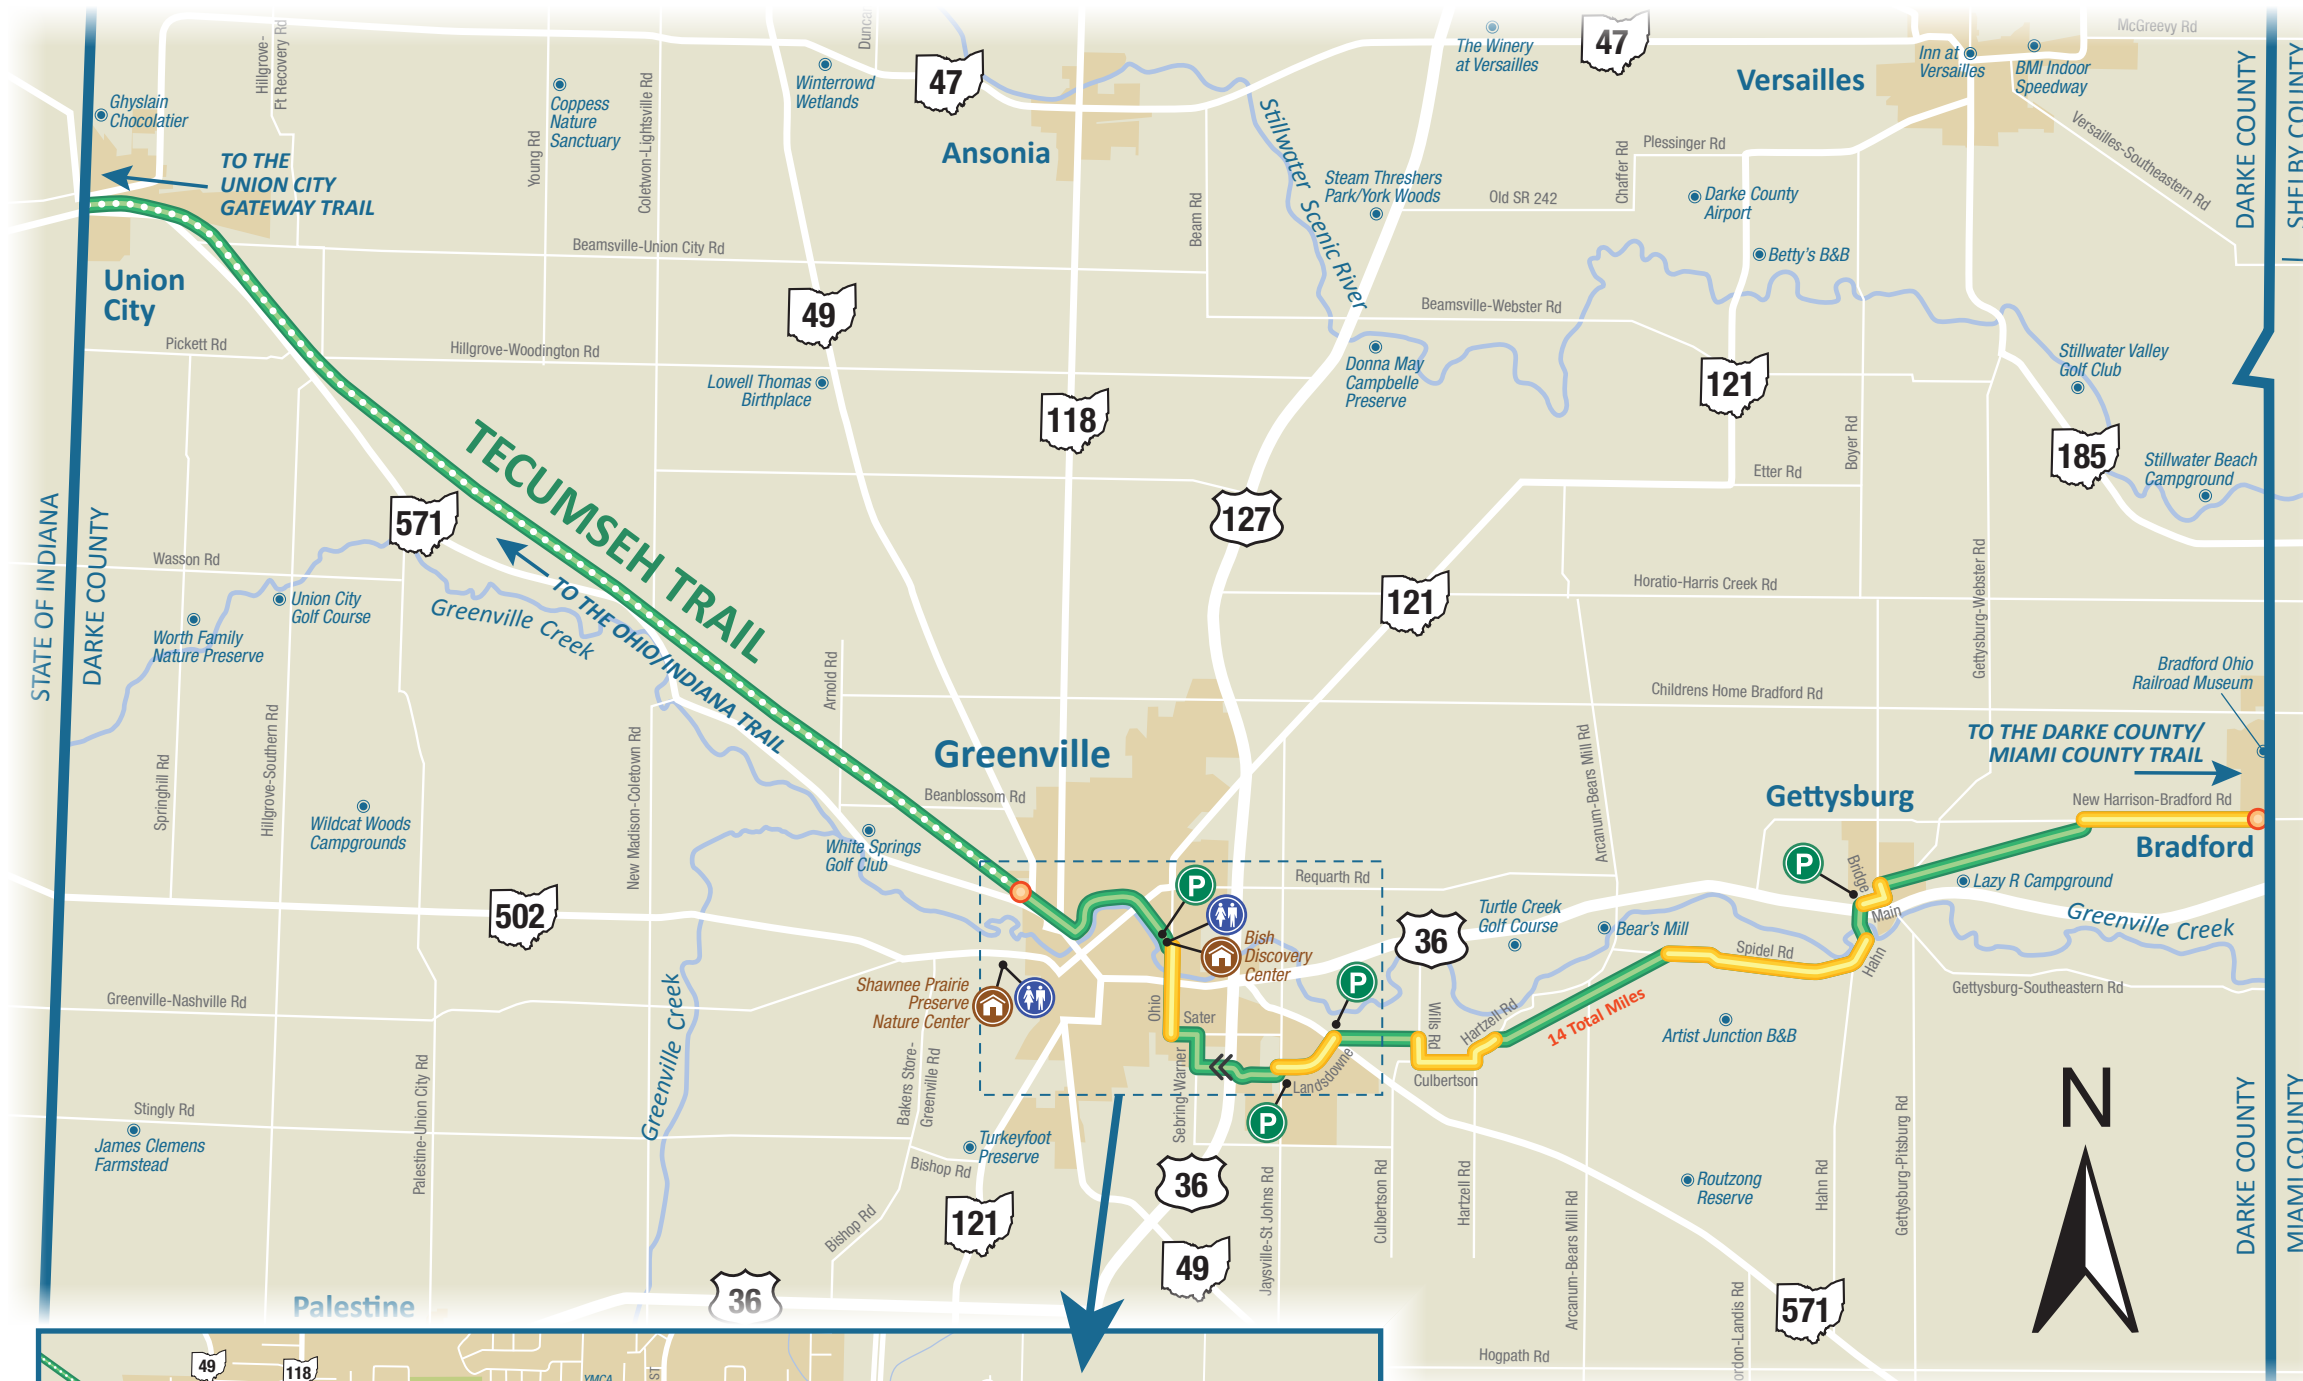 McGreevy Rd
Hillgrove-
Ft Recovery Rd
47
The Winery
at Versailles
47
Inn at
Versailles
BMI Indoor
Speedway
Versailles
Versailles-Southeastern Rd
DARKE COUNTY
SHELBY COUNTY
Ghyslain
Chocolatier
Coppess
Nature
Sanctuary
Young Rd
Coletwon-Lightsville Rd
Winterrowd
Wetlands
Ansonia
Stillwater Scenic River
Beam Rd
Steam Threshers
Park/York Woods
Old SR 242
Chaffer Rd
Plessinger Rd
Darke County
Airport
Betty's B&B
TO THE
UNION CITY
GATEWAY TRAIL
Union
City
Beamsville-Union City Rd
49
Beamsville-Webster Rd
Pickett Rd
Hillgrove-Woodington Rd
Lowell Thomas
Birthplace
118
Donna May
Campbelle
Preserve
121
Stillwater Valley
Golf Club
185
Stillwater Beach
Campground
Boyer Rd
Etter Rd
TECUMSEH TRAIL
571
127
STATE OF INDIANA
DARKE COUNTY
Wasson Rd
Union City
Golf Course
Worth Family
Nature Preserve
Greenville Creek
TO THE OHIO/INDIANA TRAIL
121
Horatio-Harris Creek Rd
Gettysburg-Webster Rd
Arnold Rd
Childrens Home Bradford Rd
Bradford Ohio
Railroad Museum
TO THE DARKE COUNTY/
MIAMI COUNTY TRAIL
Springhill Rd
Hillgrove-Southern Rd
New Madison-Coletown Rd
Wildcat Woods
Campgrounds
Greenville
Beanblossom Rd
White Springs
Golf Club
Arcanum-Bears Mill Rd
Gettysburg
New Harrison-Bradford Rd
Bradford
P
P
Bridge
Main
Lazy R Campground
Greenville Creek
Requarth Rd
502
Bish
Discovery
Center
36
Turtle Creek
Golf Course
Bear's Mill
Spidel Rd
Hahn
Gettysburg-Southeastern Rd
Greenville-Nashville Rd
Shawnee Prairie
Preserve
Nature Center
P
Ohio
Sater
Wills Rd
Hartzell Rd
14 Total Miles
Artist Junction B&B
Greenville Creek
Bakers Store-
Greenville Rd
Sebring-Warner
Landsdowne
Culbertson
P
N
Stingly Rd
James Clemens
Farmstead
Palestine-Union City Rd
Turkeyfoot
Preserve
Bishop Rd
Bishop Rd
121
36
49
Jaysville-St Johns Rd
Culbertson Rd
Hartzell Rd
Arcanum-Bears Mill Rd
Routzong
Reserve
Hahn Rd
Gettysburg-Pitsburg Rd
DARKE COUNTY
MIAMI COUNTY
Palestine
36
571
Hogpath Rd
49
118
YMCA
ST